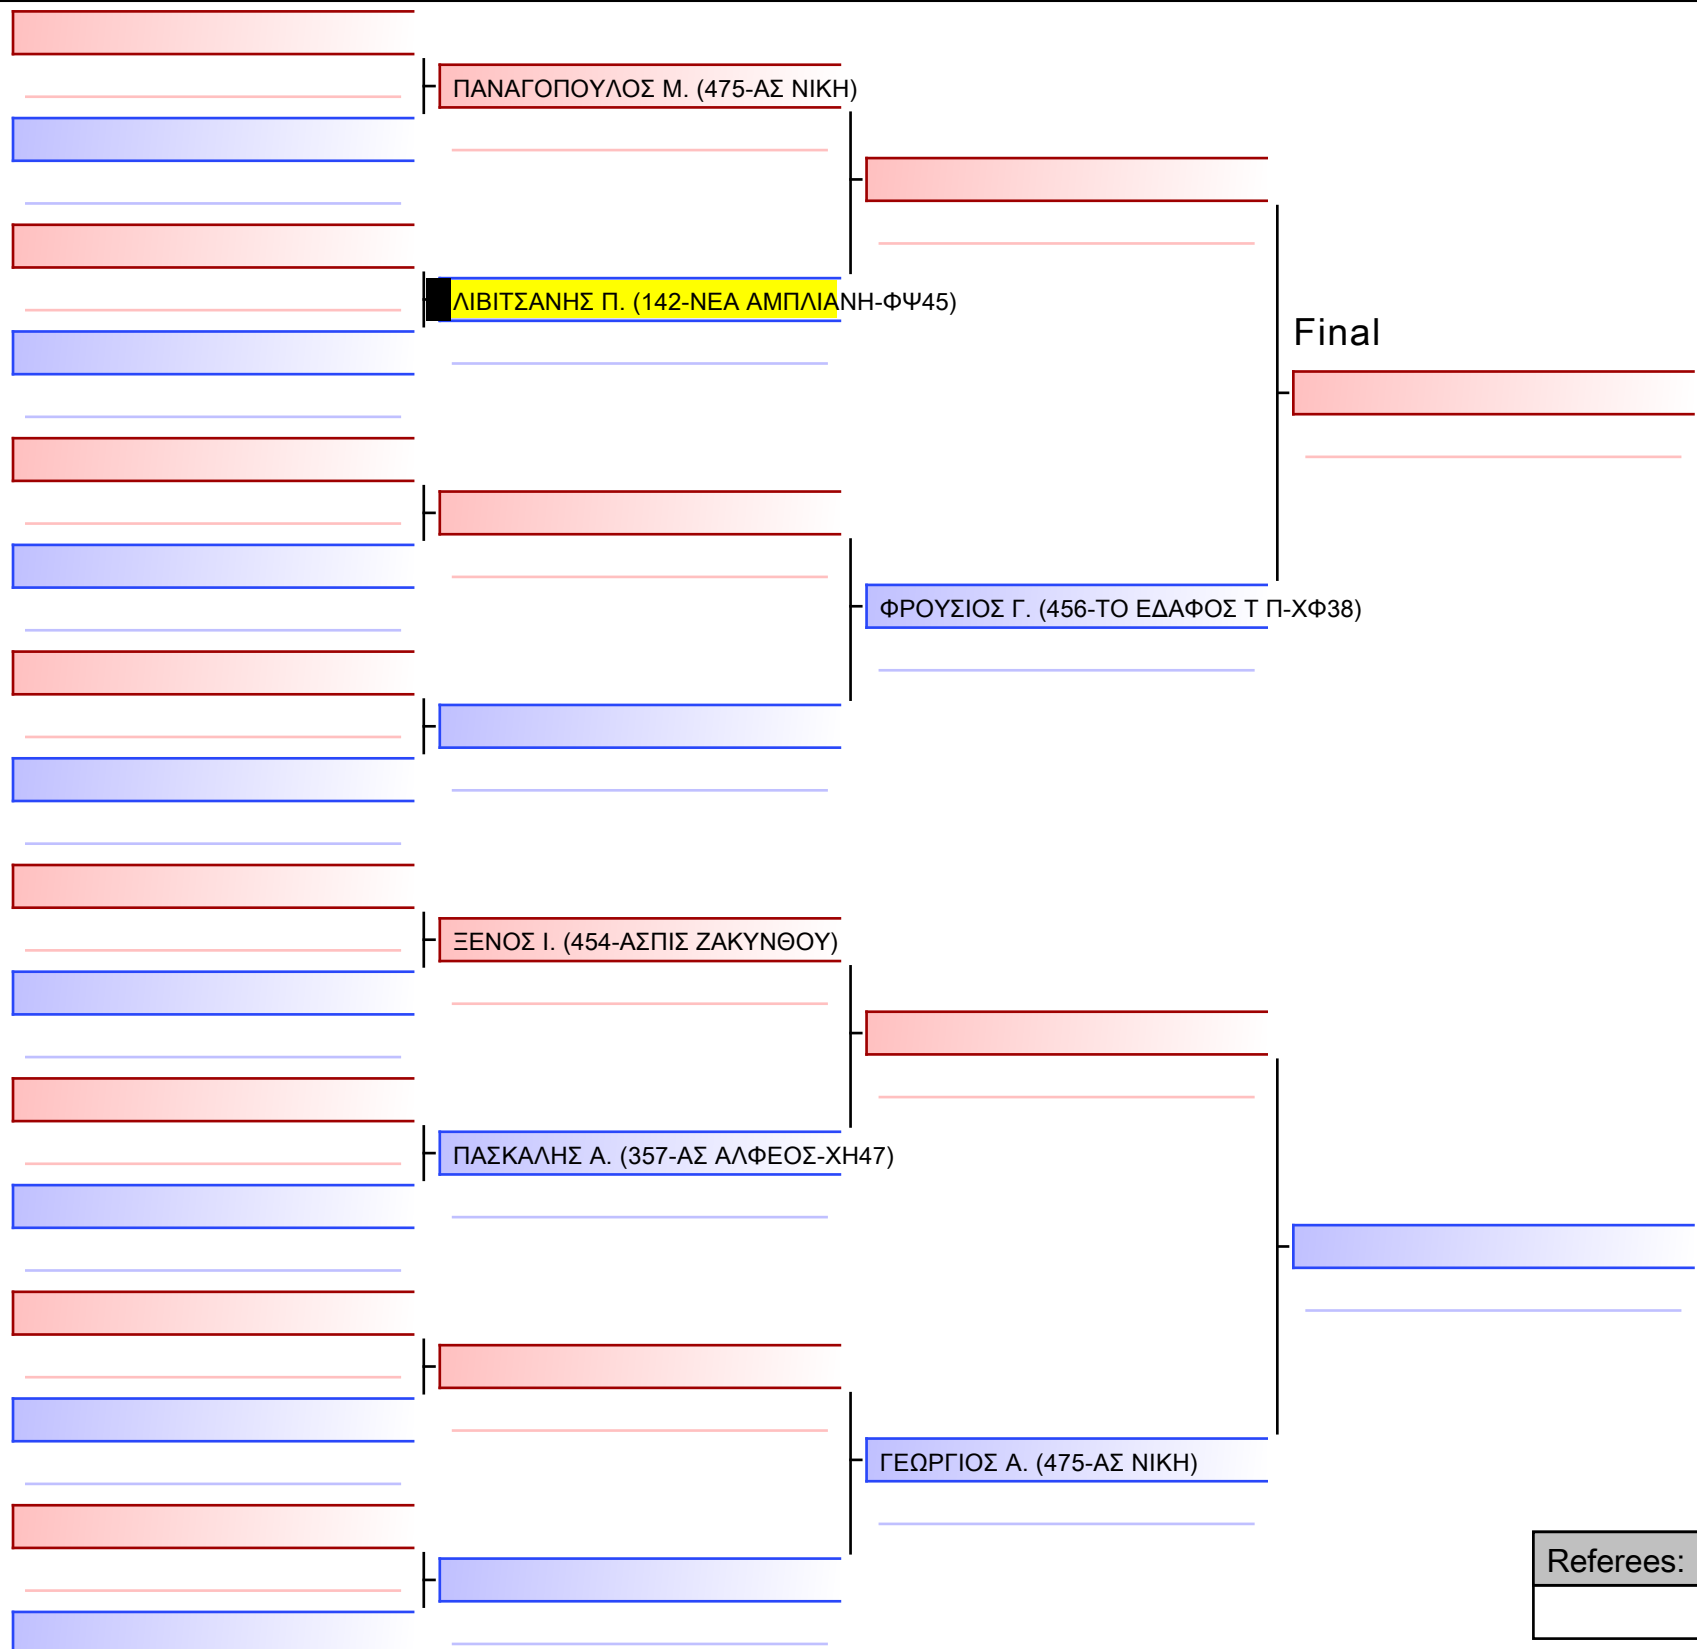 ΠΑΝΑΓΟΠΟΥΛΟΣ Μ. (475-ΑΣ ΝΙΚΗ)
ΛΙΒΙΤΣΑΝΗΣ Π. (142-ΝΕΑ ΑΜΠΛΙΑΝΗ-ΦΨ45)
Final
ΦΡΟΥΣΙΟΣ Γ. (456-ΤΟ ΕΔΑΦΟΣ Τ Π-ΧΦ38)
ΞΕΝΟΣ Ι. (454-ΑΣΠΙΣ ΖΑΚΥΝΘΟΥ)
ΠΑΣΚΑΛΗΣ Α. (357-ΑΣ ΑΛΦΕΟΣ-ΧΗ47)
ΓΕΩΡΓΙΟΣ Α. (475-ΑΣ ΝΙΚΗ)
Referees: